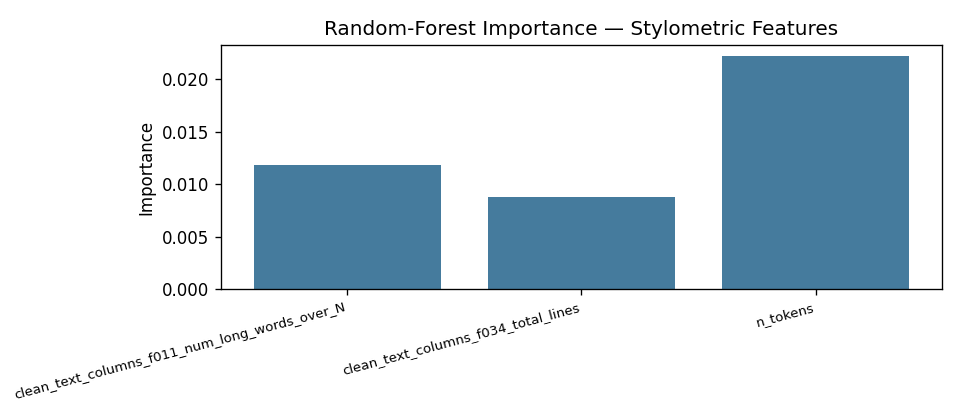 Random-Forest Importance — Stylometric Features
Importance
0.020
0.015
0.010
0.005
0.000
clean_text_columns_f011_num_long_words_over_N
clean_text_columns_f034_total_lines
n_tokens